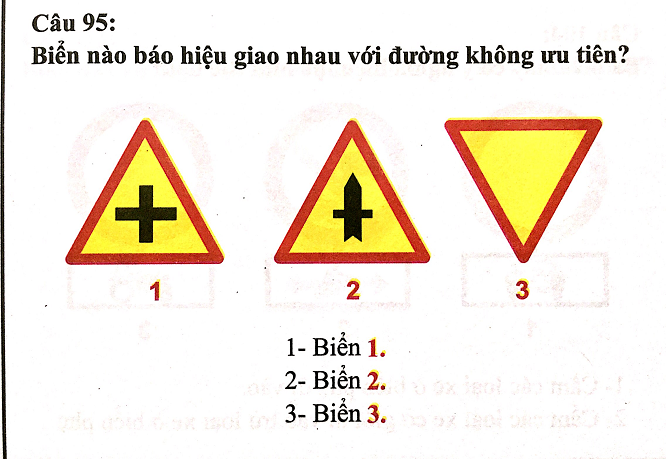 Câu 95:
Biển nào báo hiệu giao nhau với đường không ưu tiên?
1
2
3
1- Biển 1.
2- Biển 2.
3- Biển 3.